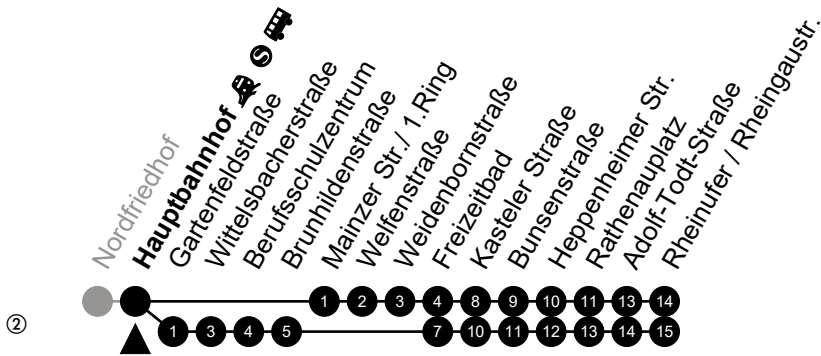 Nordfriedhof
Hauptbahnhof S
Gartenfeldstraße
Wittelsbacherstraße
Berufsschulzentrum
Brunhildenstraße
Mainzer Str./ 1.Ring
Welfenstraße
Weidenbornstraße
Freizeitbad
Kasteler Straße
Bunsenstraße
Heppenheimer Str.
Rathenauplatz
Adolf-Todt-Straße
Rheinufer / Rheingaustr.
1 2 3 4 8 9 10 11 13 14
② 1 3 4 5 7 10 11 12 13 14 15